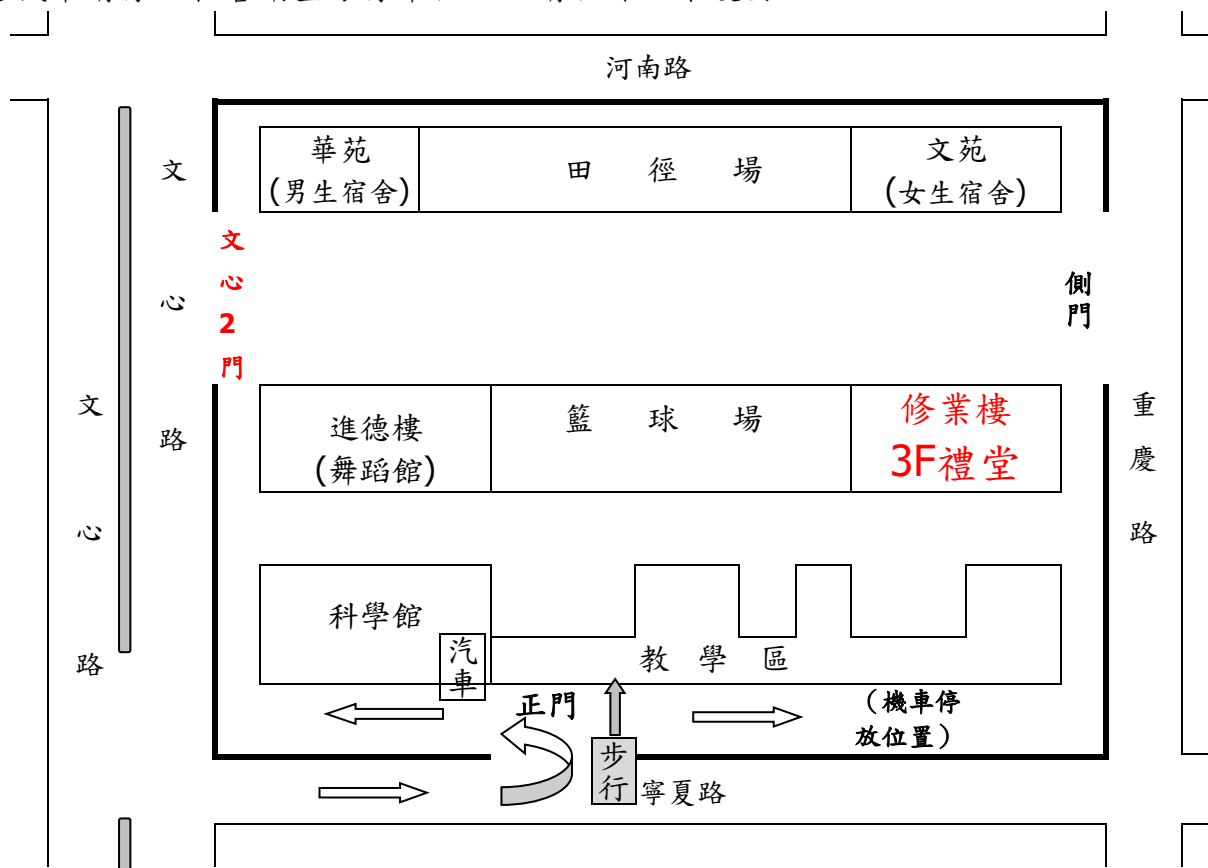 河南路
華苑
(男生宿舍)
田徑場
文苑
(女生宿舍)
文心路
文心2門
側門
文心路
進德樓
(舞蹈館)
籃球場
修業樓
3F禮堂
重慶路
科學館
汽車
教學區
正門
(機車停
放位置)
步行
寧夏路